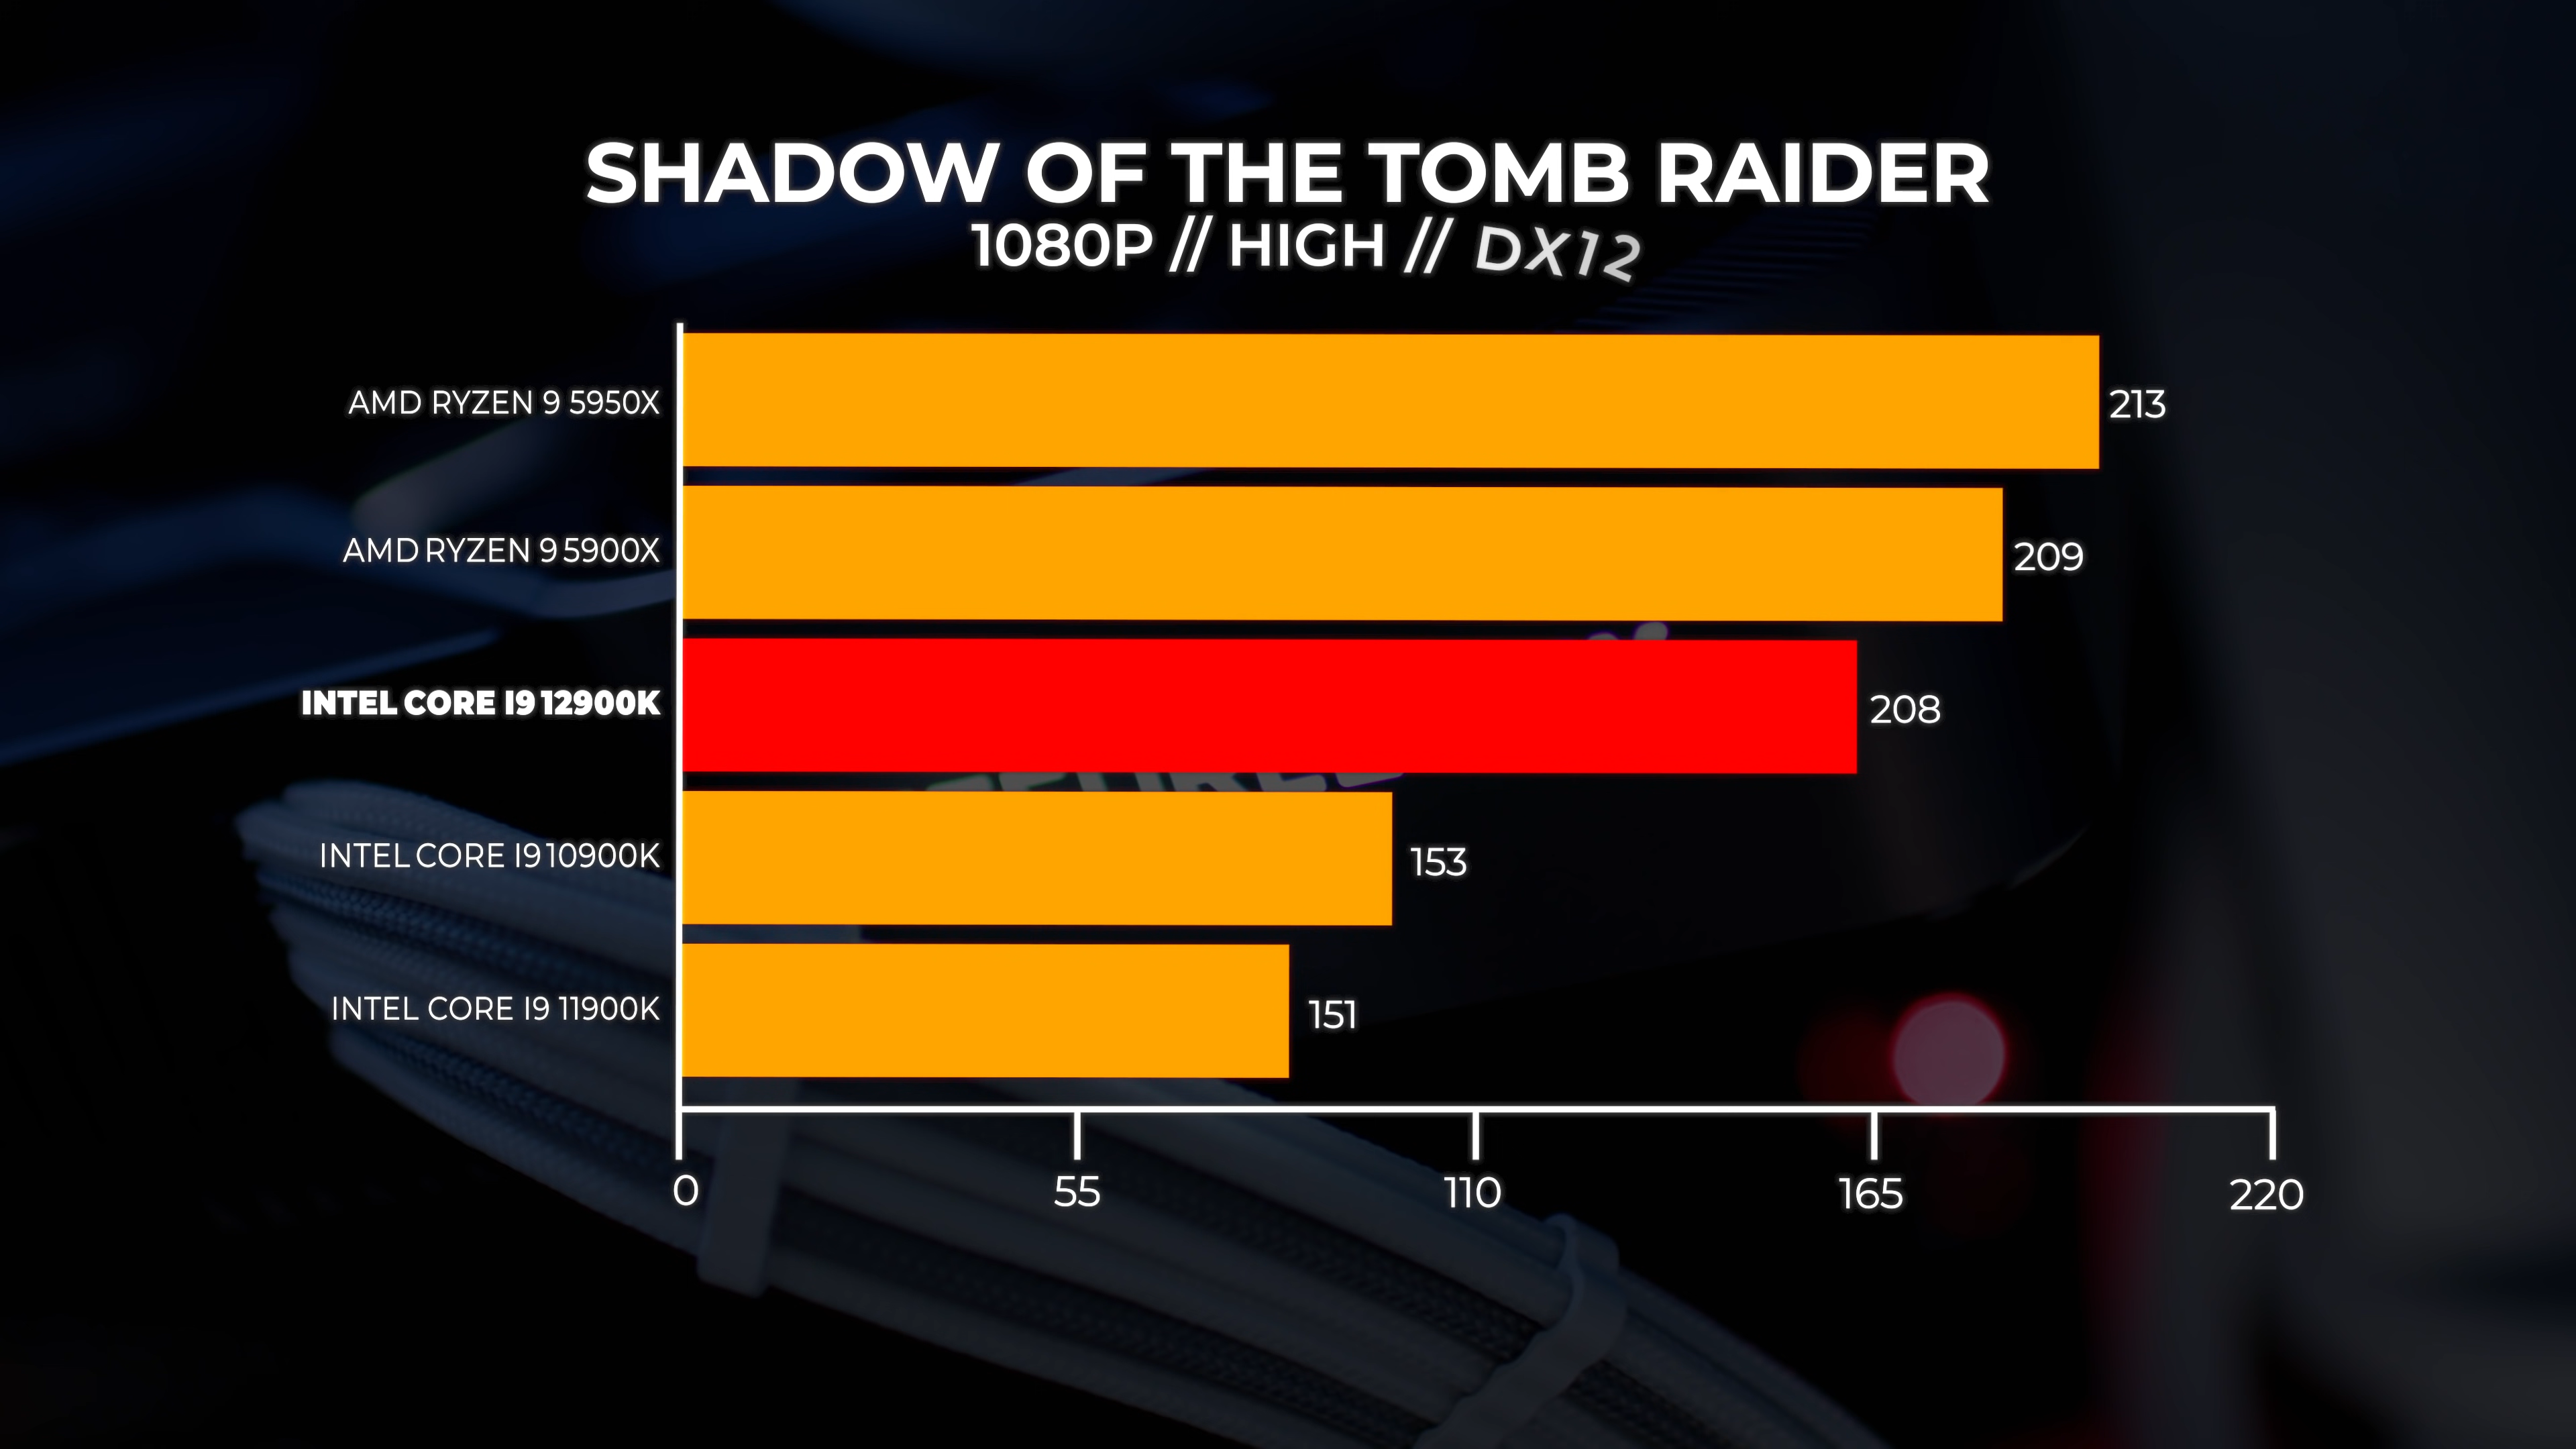 SHADOW OF THE TOMB RAIDER
1080P // HIGH // DX12
AMD RYZEN 9 5950X
213
AMD RYZEN 9 5900X
209
INTEL CORE I9 12900K
208
INTEL CORE I9 10900K
153
INTEL CORE I9 11900K
151
0 55 110 165 220